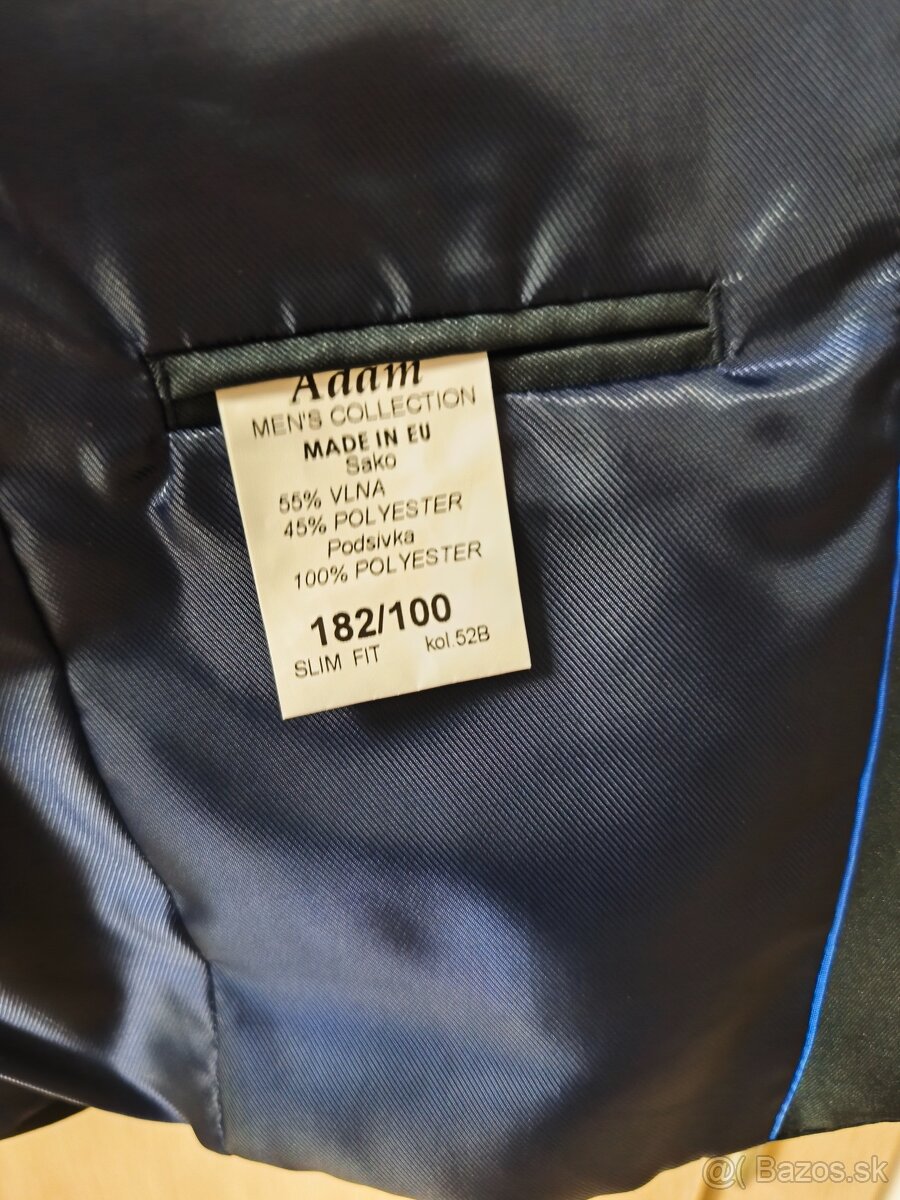 Adam
MEN'S COLLECTION
MADE IN EU
Sako
55% VLNA
45% POLYESTER
Podsivka
100% POLYESTER
182/100
SLIM FIT kol.52B
@( Bazos.sk